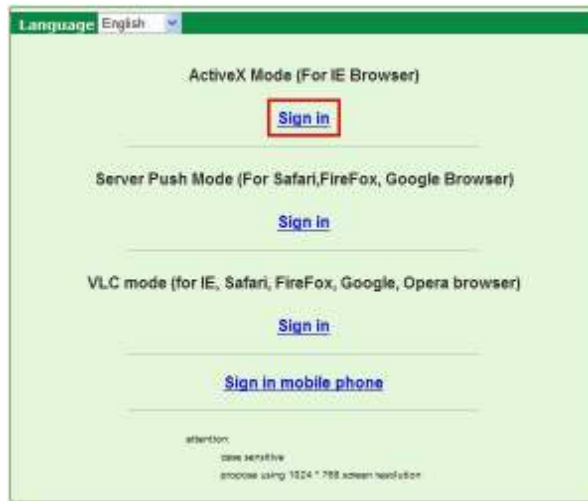 Language English
ActiveX Mode (For IE Browser)
Sign in
Server Push Mode (For Safari,FireFox, Google Browser)
Sign in
VLC mode (for IE, Safari, FireFox, Google, Opera browser)
Sign in
Sign in mobile phone
attention:
case sensitive
propose using 1024 * 768 screen resolution